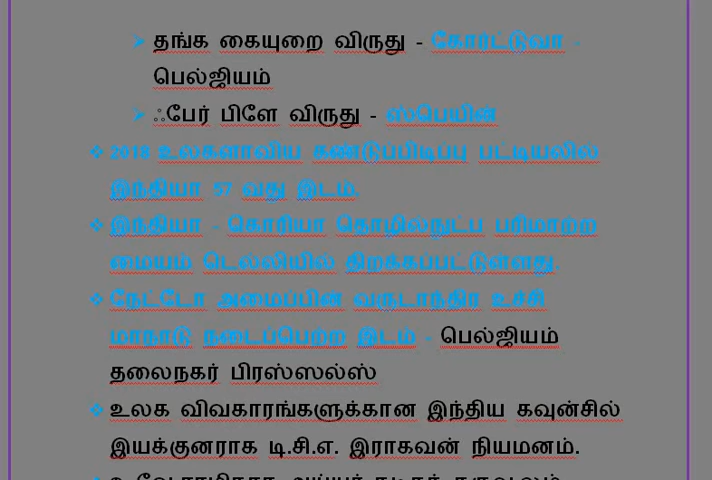 தங்க கையுறை விருது - கோரட்டுவா -
பெல்ஜியம்
ஃபேர் பிளே விருது - ஸ்பெயின்
2018 உலகளாவிய கண்டுப்பிடிப்பு பட்டியலில்
இந்தியா 57 வது இடம்.
இந்தியா - கொரியா தொழில்நுட்ப பரிமாற்ற
மையம் டெல்லியில் திறக்கப்பட்டுள்ளது.
நேட்டோ அமைப்பின் வருடாந்திர உச்சி
மாநாடு நடைப்பெற்ற இடம் - பெல்ஜியம்
தலைநகர் பிரஸ்ஸல்ஸ்
உலக விவகாரங்களுக்கான இந்திய கவுன்சில்
இயக்குனராக டி.சி.எ. இராகவன் நியமனம்.